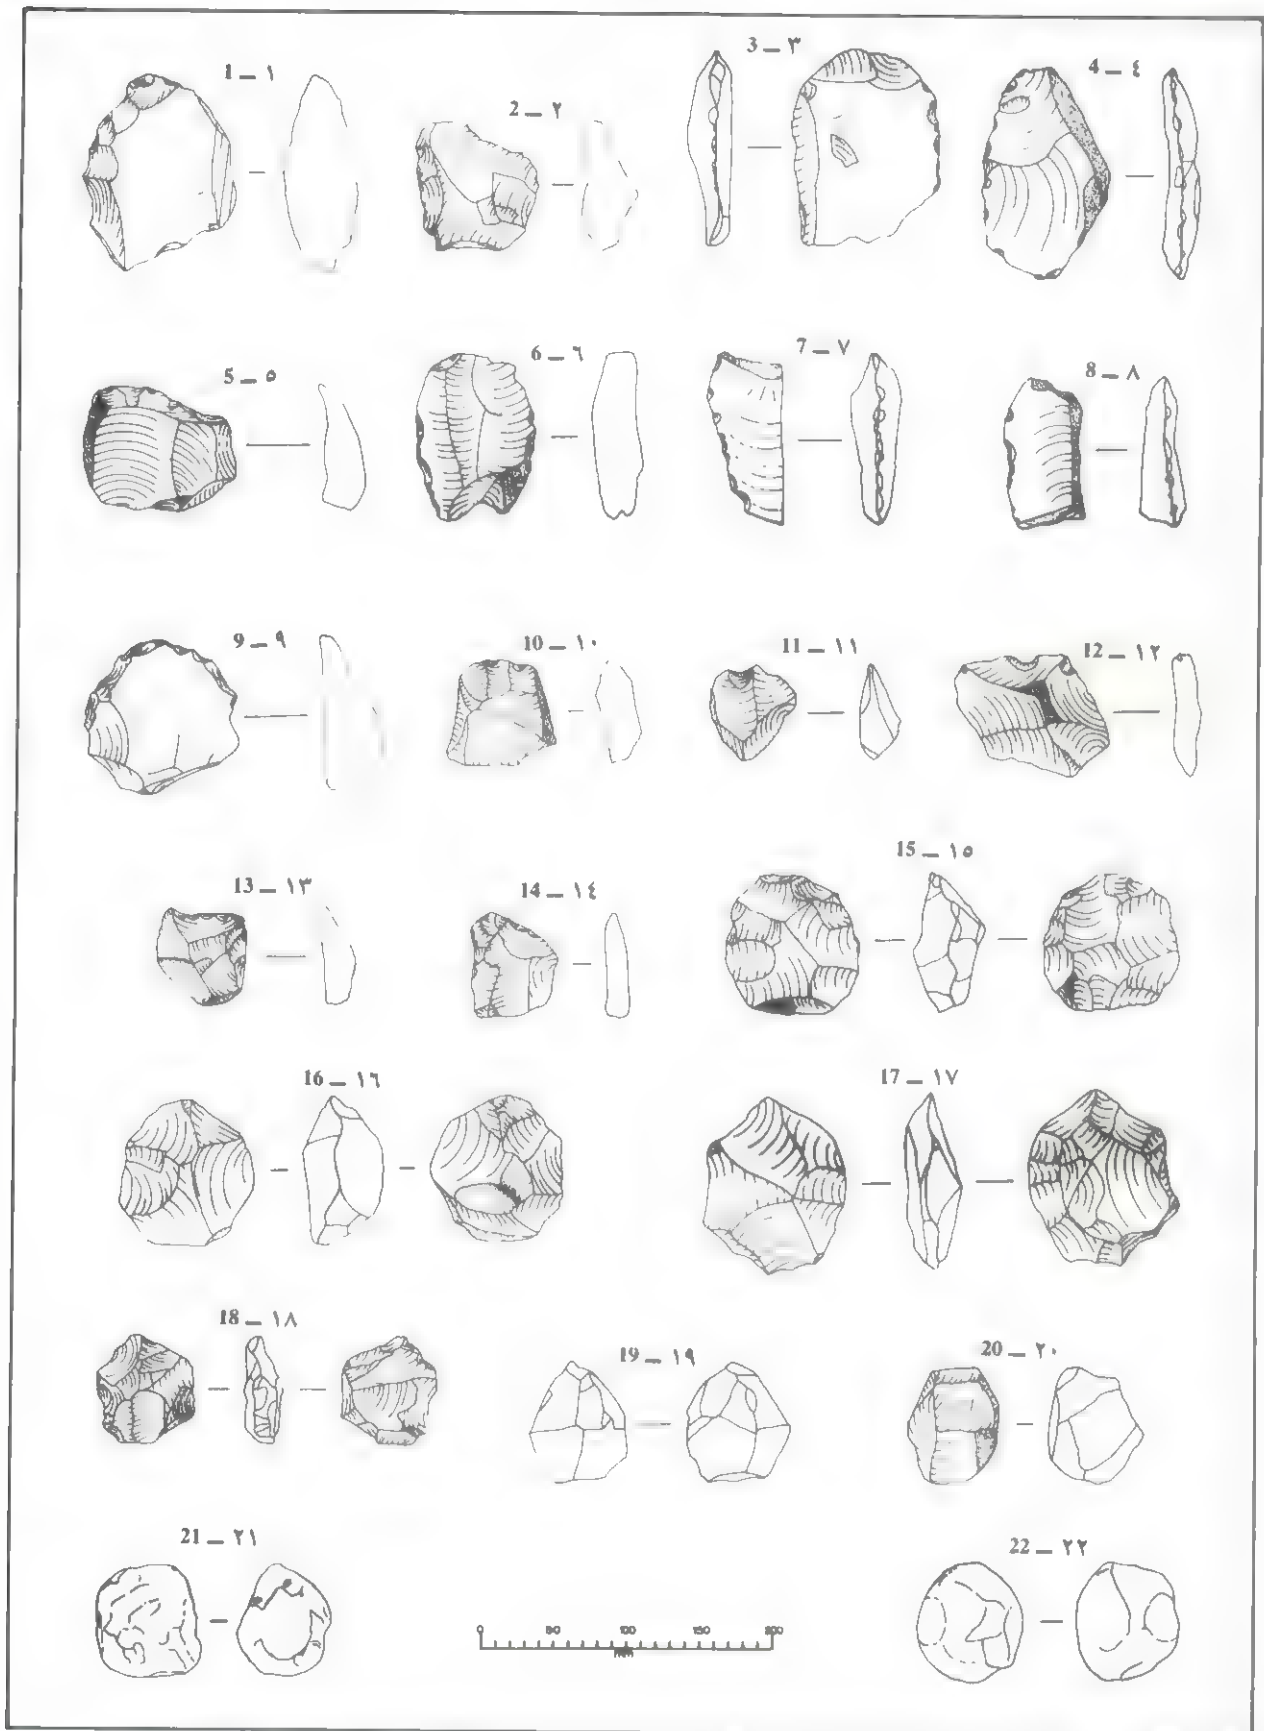 1 — ١
2 — ٢
3 — ٣
4 — ٤
5 — ٥
6 — ٦
7 — ٧
8 — ٨
9 — ٩
10 — ١٠
11 — ١١
12 — ١٢
13 — ١٣
14 — ١٤
15 — ١٥
16 — ١٦
17 — ١٧
18 — ١٨
19 — ١٩
20 — ٢٠
21 — ٢١
22 — ٢٢
0 50 100 150 200
mm